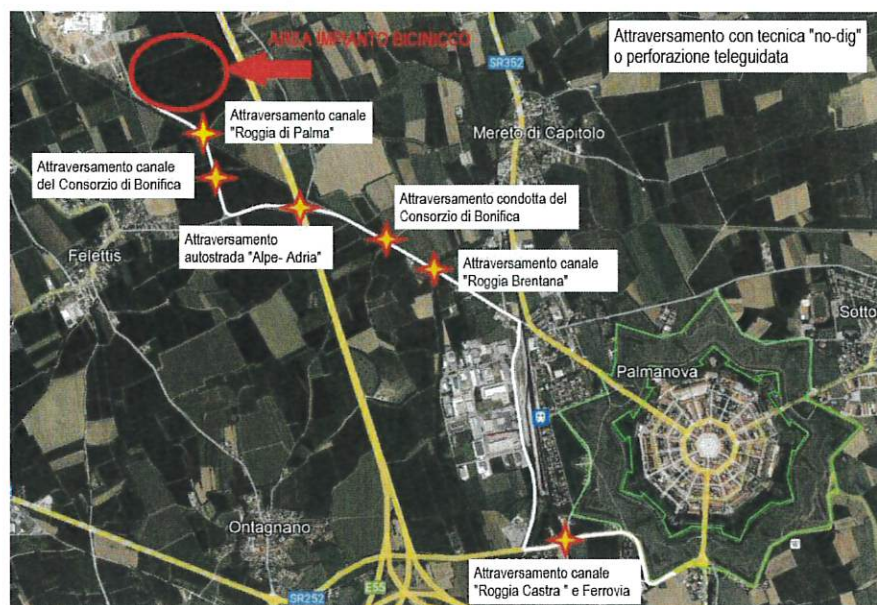 AREA IMPIANTO BICINICCO
SR352
Attraversamento con tecnica "no-dig"
o perforazione teleguidata
Attraversamento canale
"Roggia di Palma"
Mereto di Capitolo
Attraversamento canale
del Consorzio di Bonifica
Attraversamento condotta del
Consorzio di Bonifica
Felettis
Attraversamento
autostrada "Alpe- Adria"
Attraversamento canale
"Roggia Brentana"
Sotto
Palmanova
Ontagnano
E55
SR252
Attraversamento canale
"Roggia Castra " e Ferrovia